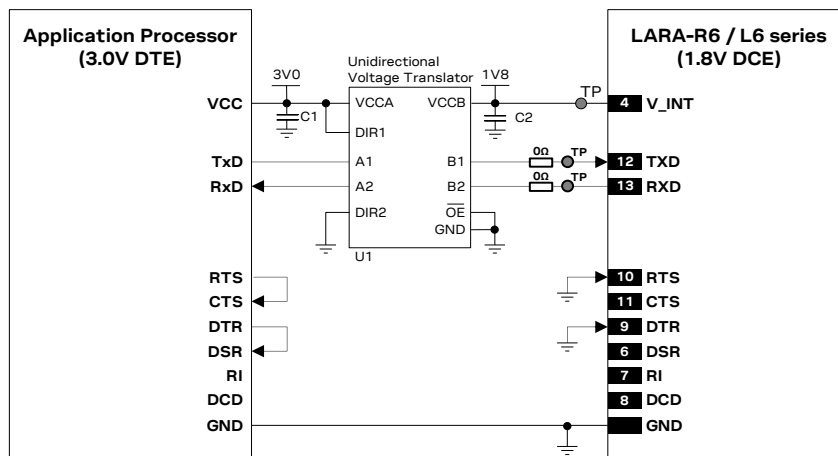 Application Processor
(3.0V DTE)
LARA-R6 / L6 series
(1.8V DCE)
Unidirectional
Voltage Translator
3V0
1V8
TP
VCC
C1
VCCA
VCCB
C2
4
V_INT
DIR1
TxD
A1
B1
0Ω
TP
12
TXD
RxD
A2
B2
0Ω
TP
13
RXD
DIR2
OE
GND
U1
RTS
10
RTS
CTS
11
CTS
DTR
9
DTR
DSR
6
DSR
RI
7
RI
DCD
8
DCD
GND
GND